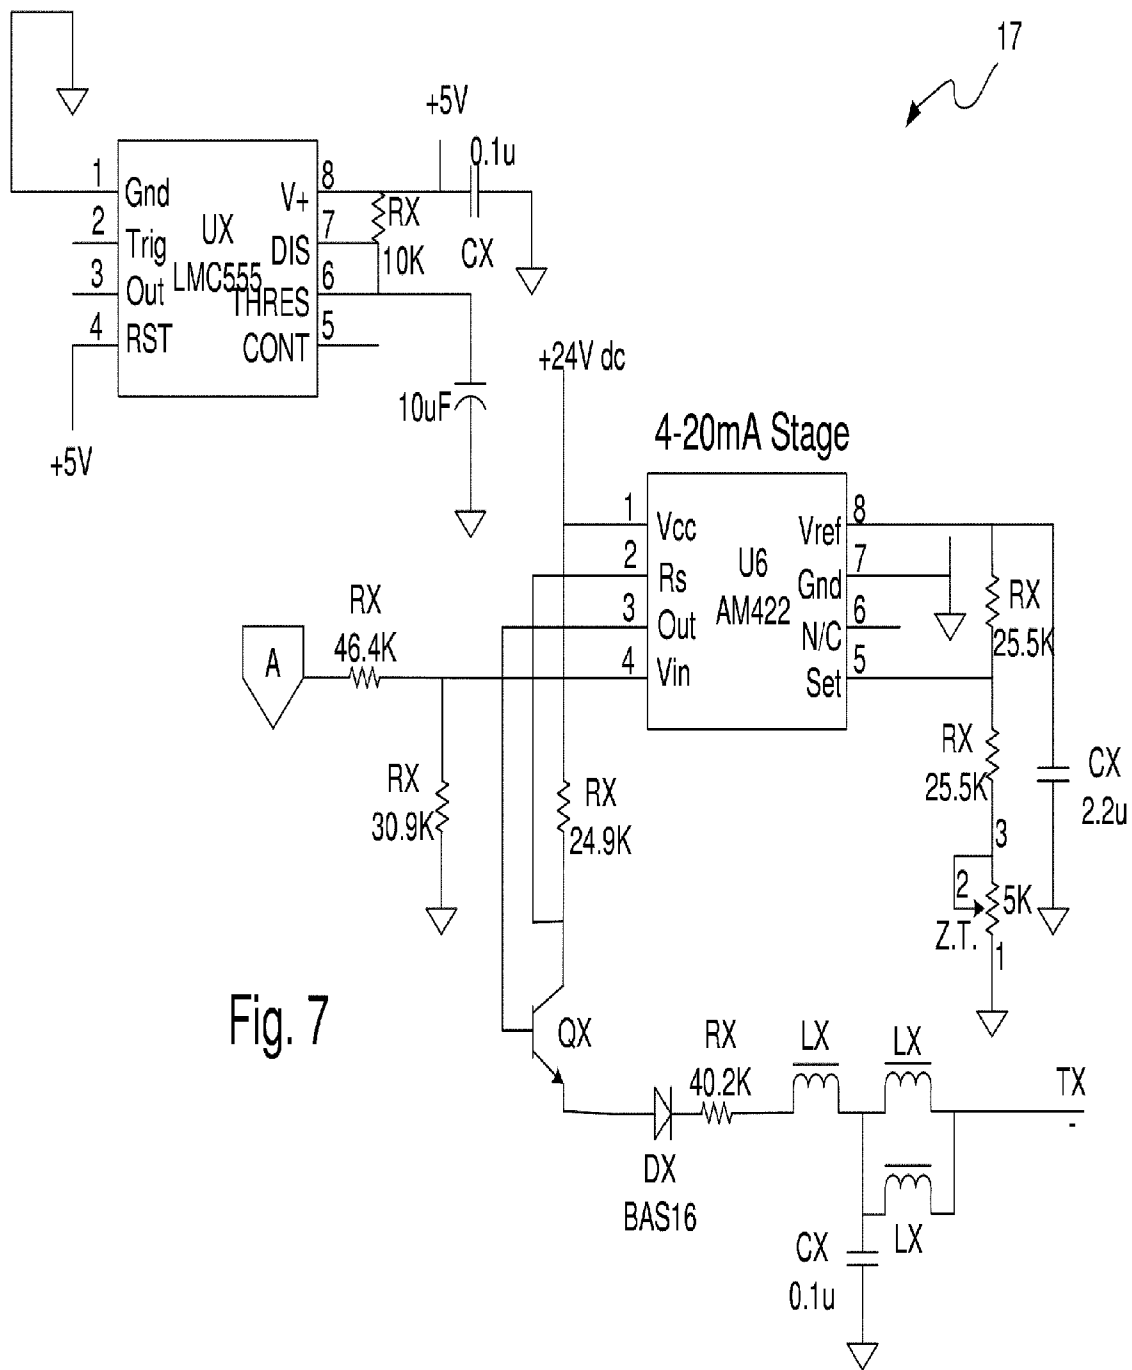 17
+5V
0.1u
1
Gnd
8
V+
RX
10K
CX
2
Trig
UX
LMC555
7
DIS
3
Out
6
THRES
4
RST
5
CONT
+5V
10uF
+24V dc
4-20mA Stage
1
Vcc
8
Vref
2
Rs
U6
AM422
7
Gnd
3
Out
6
N/C
4
Vin
5
Set
RX
25.5K
A
RX
46.4K
RX
30.9K
RX
24.9K
RX
25.5K
CX
2.2u
3
2
5K
Z.T.
1
Fig. 7
QX
DX
BAS16
RX
40.2K
LX
LX
LX
TX
-
CX
0.1u